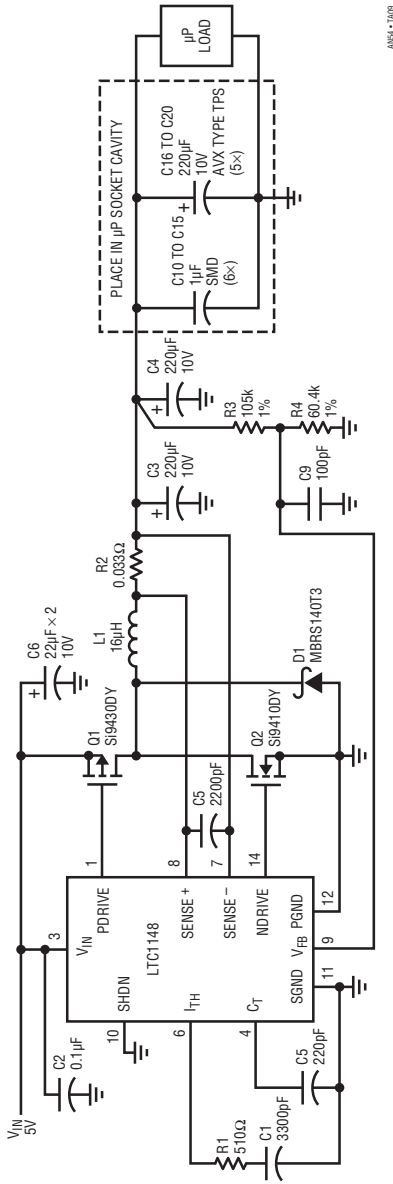 V_IN
5V
C2
0.1µF
3
V_IN
C6
22µF × 2
10V
1
PDRIVE
Q1
Si9430DY
LTC1148
10
SHDN
6
I_TH
4
C_T
8
SENSE +
7
SENSE –
14
NDRIVE
SGND
V_FB
PGND
11
9
12
R1
510Ω
C1
3300pF
C5
220pF
C5
2200pF
Q2
Si9410DY
L1
16µH
R2
0.033Ω
D1
MBRS140T3
C3
220µF
10V
C4
220µF
10V
R3
105k
1%
R4
60.4k
1%
C9
100pF
PLACE IN µP SOCKET CAVITY
C10 TO C15
1µF
SMD
(6×)
C16 TO C20
220µF
10V
AVX TYPE TPS
(5×)
µP
LOAD
AN54 • TA09